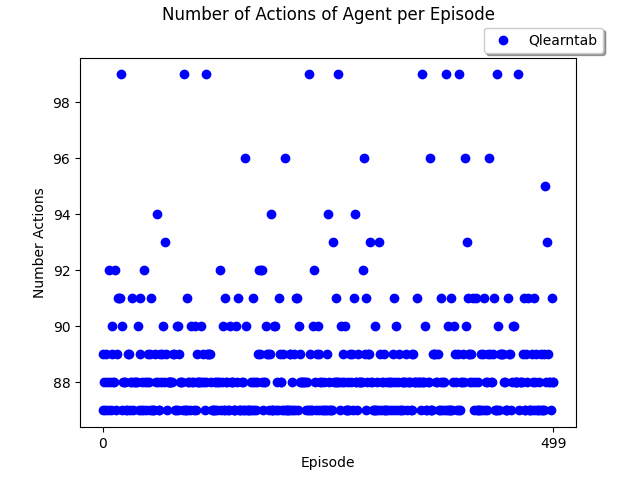 Number of Actions of Agent per Episode
Qlearntab
98
96
94
92
90
88
Number Actions
0
499
Episode